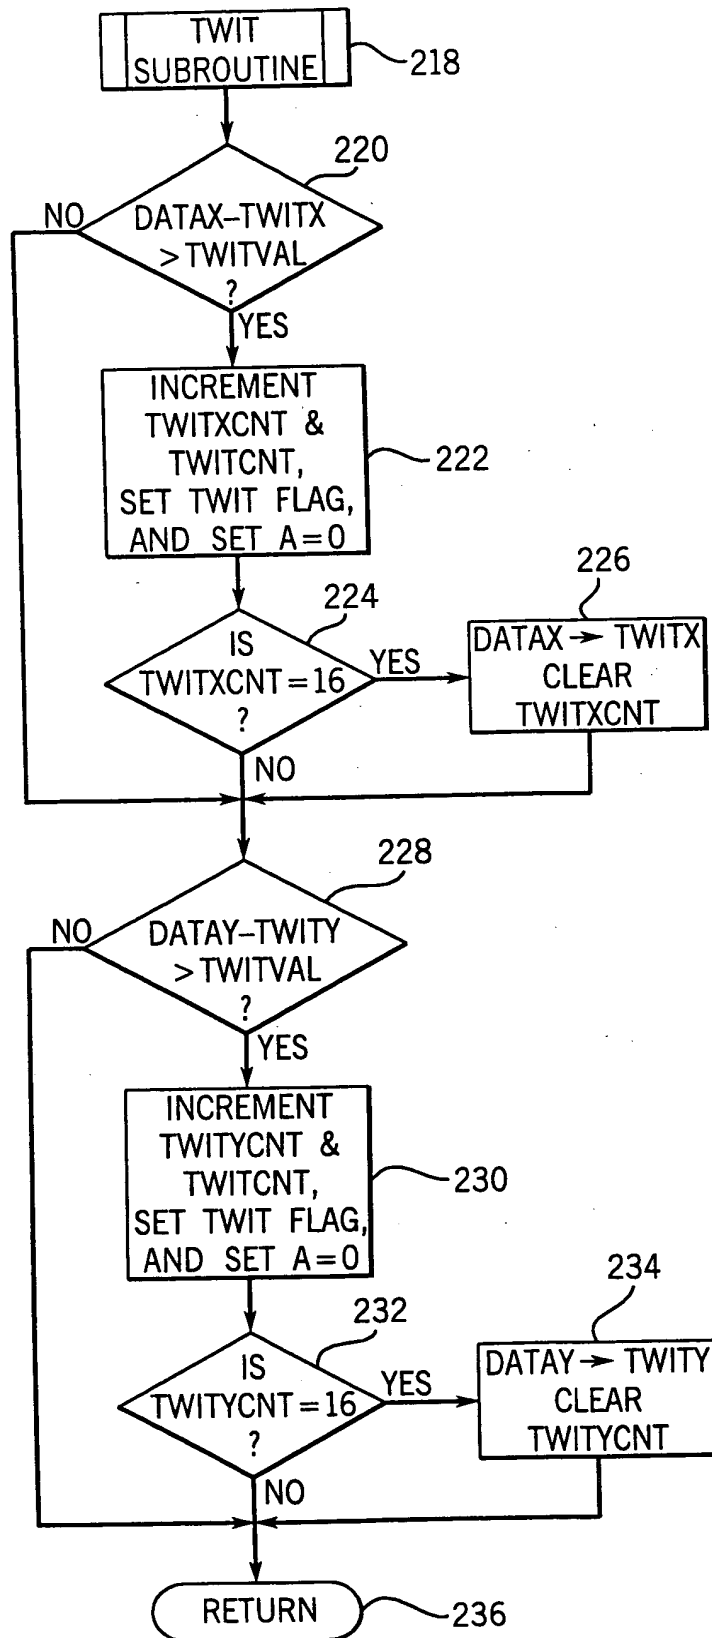 TWIT
SUBROUTINE
218
220
NO
DATAX–TWITX
> TWITVAL
?
YES
INCREMENT
TWITXCNT &
TWITCNT,
SET TWIT FLAG,
AND SET A=0
222
224
226
IS
TWITXCNT=16
?
YES
DATAX → TWITX
CLEAR
TWITXCNT
NO
228
NO
DATAY–TWITY
> TWITVAL
?
YES
INCREMENT
TWITYCNT &
TWITCNT,
SET TWIT FLAG,
AND SET A=0
230
232
234
IS
TWITYCNT=16
?
YES
DATAY → TWITY
CLEAR
TWITYCNT
NO
RETURN
236